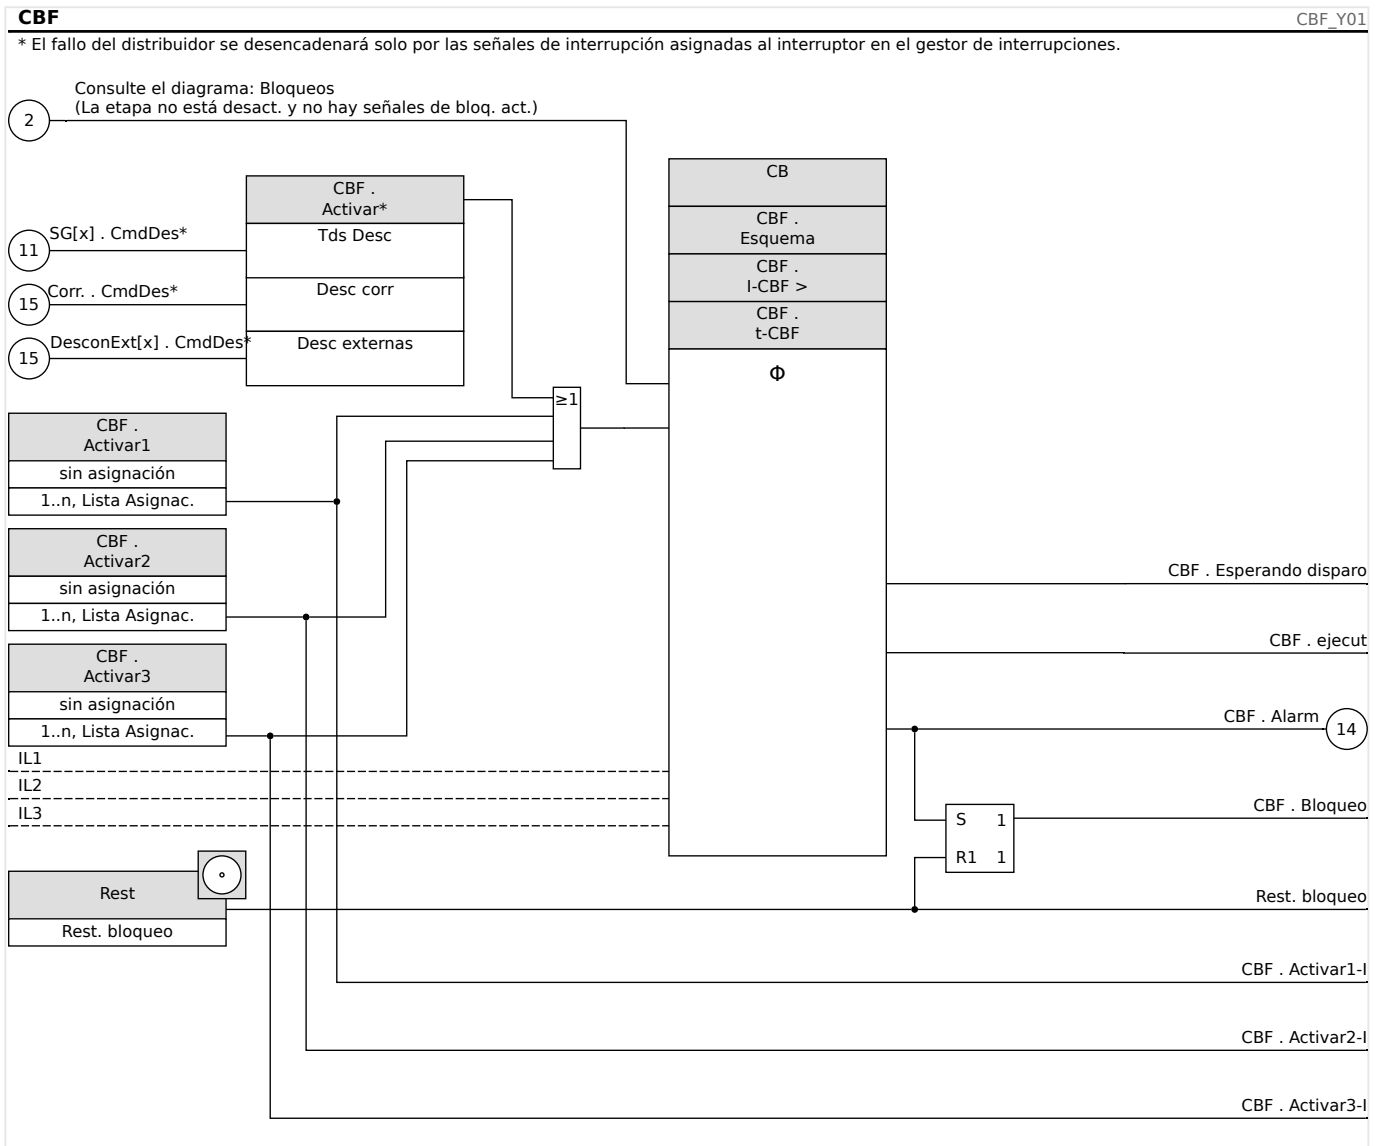 CBF
CBF_Y01
* El fallo del distribuidor se desencadenará solo por las señales de interrupción asignadas al interruptor en el gestor de interrupciones.
Consulte el diagrama: Bloqueos
(La etapa no está desact. y no hay señales de bloq. act.)
2
CBF .
Activar*
Tds Desc
Desc corr
Desc externas
SG[x] . CmdDes*
11
Corr. . CmdDes*
15
DesconExt[x] . CmdDes*
15
CB
CBF .
Esquema
CBF .
I-CBF >
CBF .
t-CBF
Φ
≥1
CBF .
Activar1
sin asignación
1..n, Lista Asignac.
CBF .
Activar2
sin asignación
1..n, Lista Asignac.
CBF .
Activar3
sin asignación
1..n, Lista Asignac.
IL1
IL2
IL3
CBF . Esperando disparo
CBF . ejecut
CBF . Alarm
14
S 1
R1 1
CBF . Bloqueo
Rest
Rest. bloqueo
Rest. bloqueo
CBF . Activar1-I
CBF . Activar2-I
CBF . Activar3-I